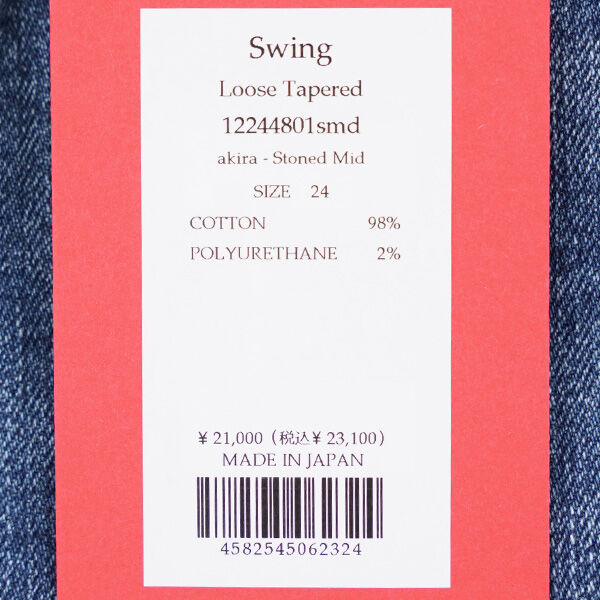 Swing
Loose Tapered
12244801smd
akira - Stoned Mid
SIZE 24
COTTON 98%
POLYURETHANE 2%
¥ 21,000 (税込¥ 23,100)
MADE IN JAPAN
4582545062324